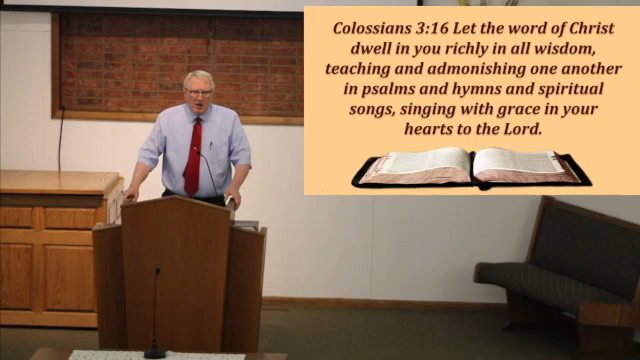 Colossians 3:16 Let the word of Christ
dwell in you richly in all wisdom,
teaching and admonishing one another
in psalms and hymns and spiritual
songs, singing with grace in your
hearts to the Lord.